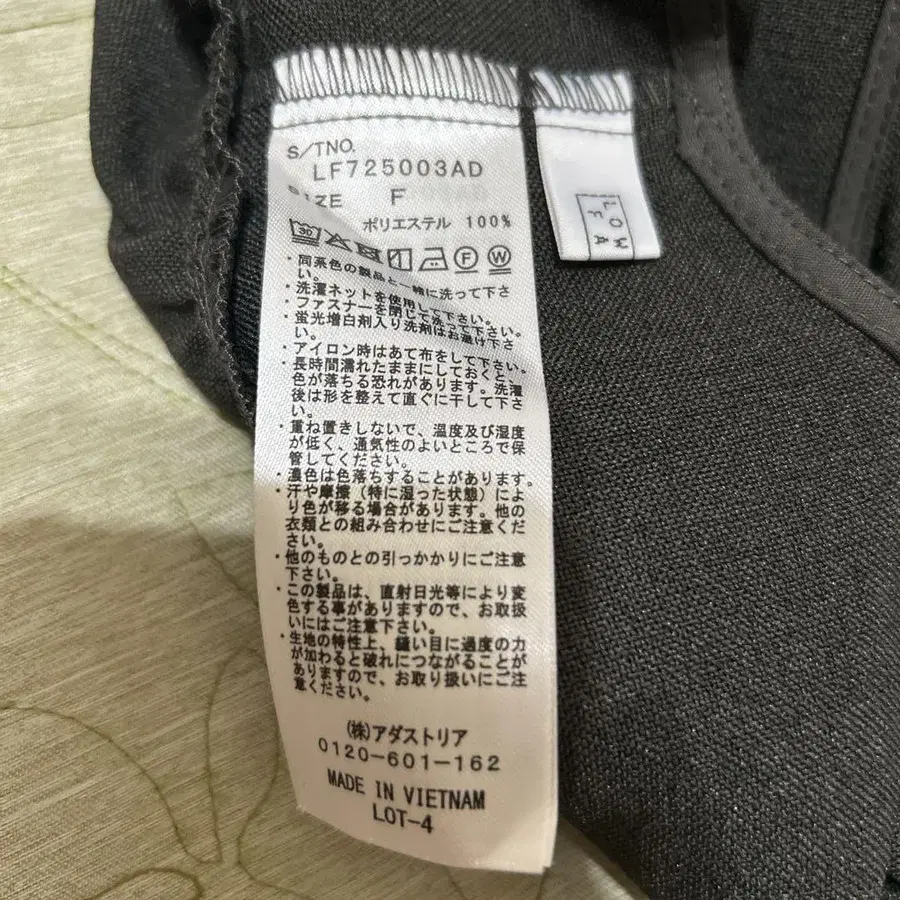 S/TNO.
LF725003AD
SIZE F
ポリエステル 100%
30 F W
・同系色の製品と一緒に洗って下さ
い。
・洗濯ネットを使用して下さい。
・ファスナーを閉じて洗って下さい。
・蛍光増白剤入り洗剤はお避け下さ
い。
・アイロン時はあて布をして下さい。
・長時間濡れたままにしておくと、
色が落ちる恐れがあります。洗濯
後は形を整えて直ぐに干して下さ
い。
・重ね置きしないで、温度及び湿度
が低く、通気性のよいところで保
管してください。
・濃色は色落ちすることがあります。
・汗や摩擦（特に湿った状態）によ
り色が移る場合があります。他の
衣類との組み合わせにご注意くだ
さい。
・他のものとの引っかかりにご注意
下さい。
・この製品は、直射日光等により変
色する事がありますので、お取扱
いにはご注意下さい。
・生地の特性上、縫い目に過度の力
が加わると破れにつながることが
ありますので、お取り扱いにご注
意ください。
(株)アダストリア
0120-601-162
MADE IN VIETNAM
LOT-4
LOW
F
A